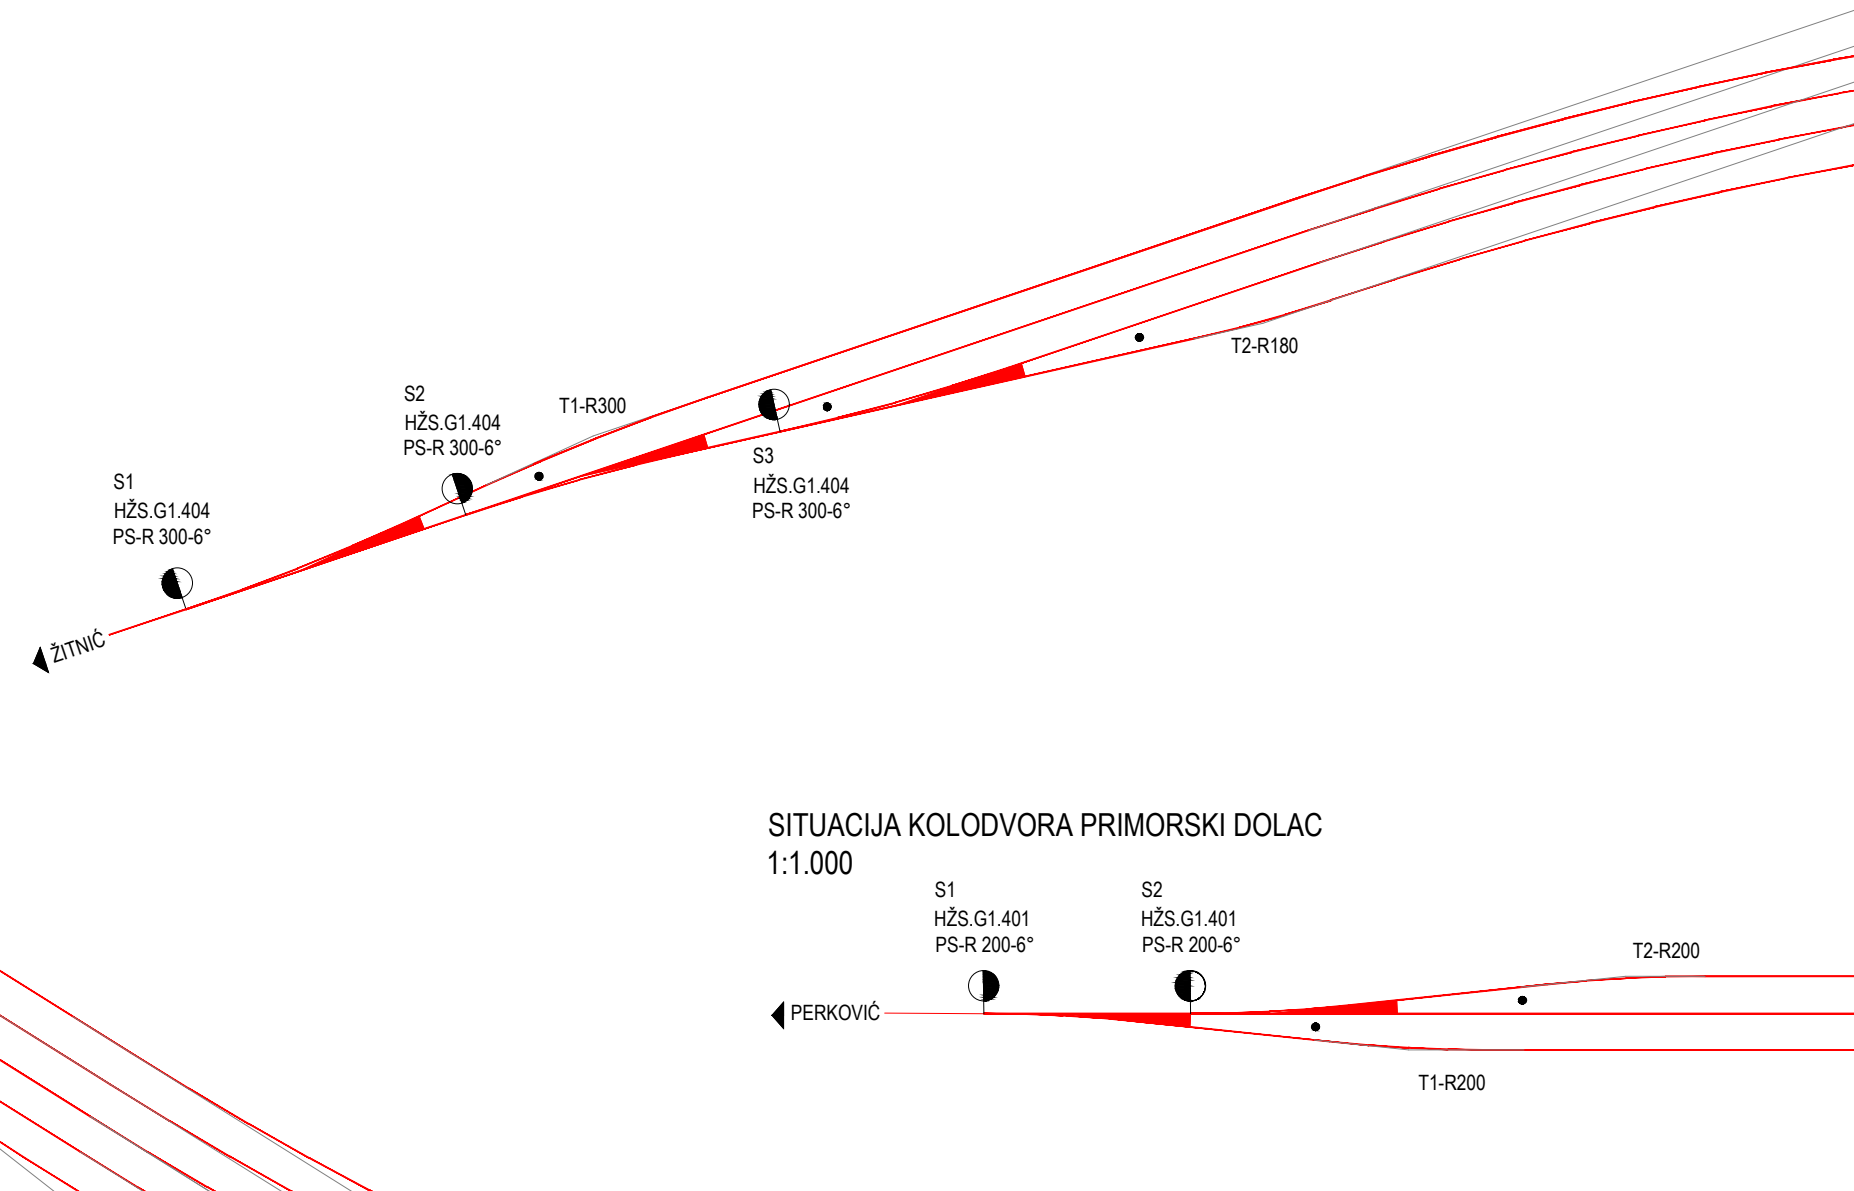 S2
HŽS.G1.404
PS-R 300-6°
T1-R300
T2-R180
S1
HŽS.G1.404
PS-R 300-6°
S3
HŽS.G1.404
PS-R 300-6°
ŽITNIĆ
SITUACIJA KOLODVORA PRIMORSKI DOLAC
1:1.000
S1
HŽS.G1.401
PS-R 200-6°
S2
HŽS.G1.401
PS-R 200-6°
T2-R200
PERKOVIĆ
T1-R200